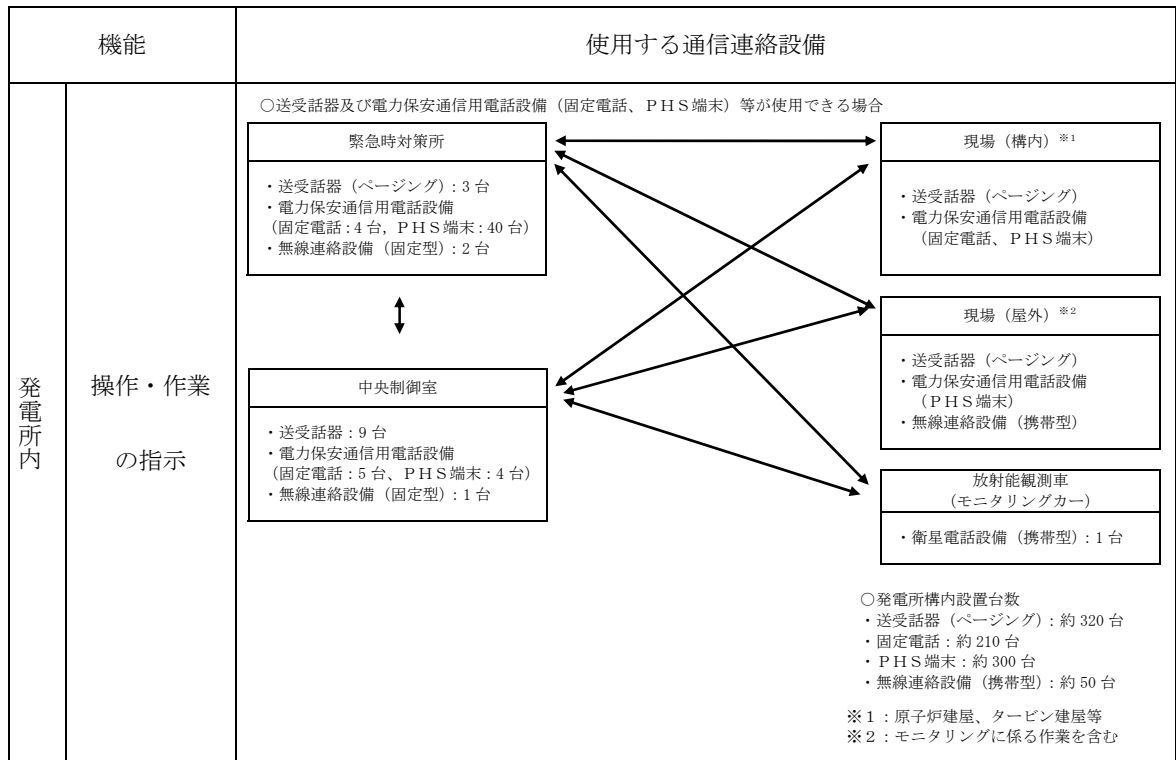 機能
使用する通信連絡設備
発電所内
操作・作業
の指示
○送受話器及び電力保安通信用電話設備（固定電話、ＰＨＳ端末）等が使用できる場合
緊急時対策所
・送受話器（ページング）：3 台
・電力保安通信用電話設備
（固定電話：4 台，ＰＨＳ端末：40 台）
・無線連絡設備（固定型）：2 台
中央制御室
・送受話器：9 台
・電力保安通信用電話設備
（固定電話：5 台、ＰＨＳ端末：4 台）
・無線連絡設備（固定型）：1 台
現場（構内）※1
・送受話器（ページング）
・電力保安通信用電話設備
（固定電話、ＰＨＳ端末）
現場（屋外）※2
・送受話器（ページング）
・電力保安通信用電話設備
（ＰＨＳ端末）
・無線連絡設備（携帯型）
放射能観測車
（モニタリングカー）
・衛星電話設備（携帯型）：1 台
○発電所構内設置台数
・送受話器（ページング）：約 320 台
・固定電話：約 210 台
・ＰＨＳ端末：約 300 台
・無線連絡設備（携帯型）：約 50 台
※１：原子炉建屋、タービン建屋等
※２：モニタリングに係る作業を含む